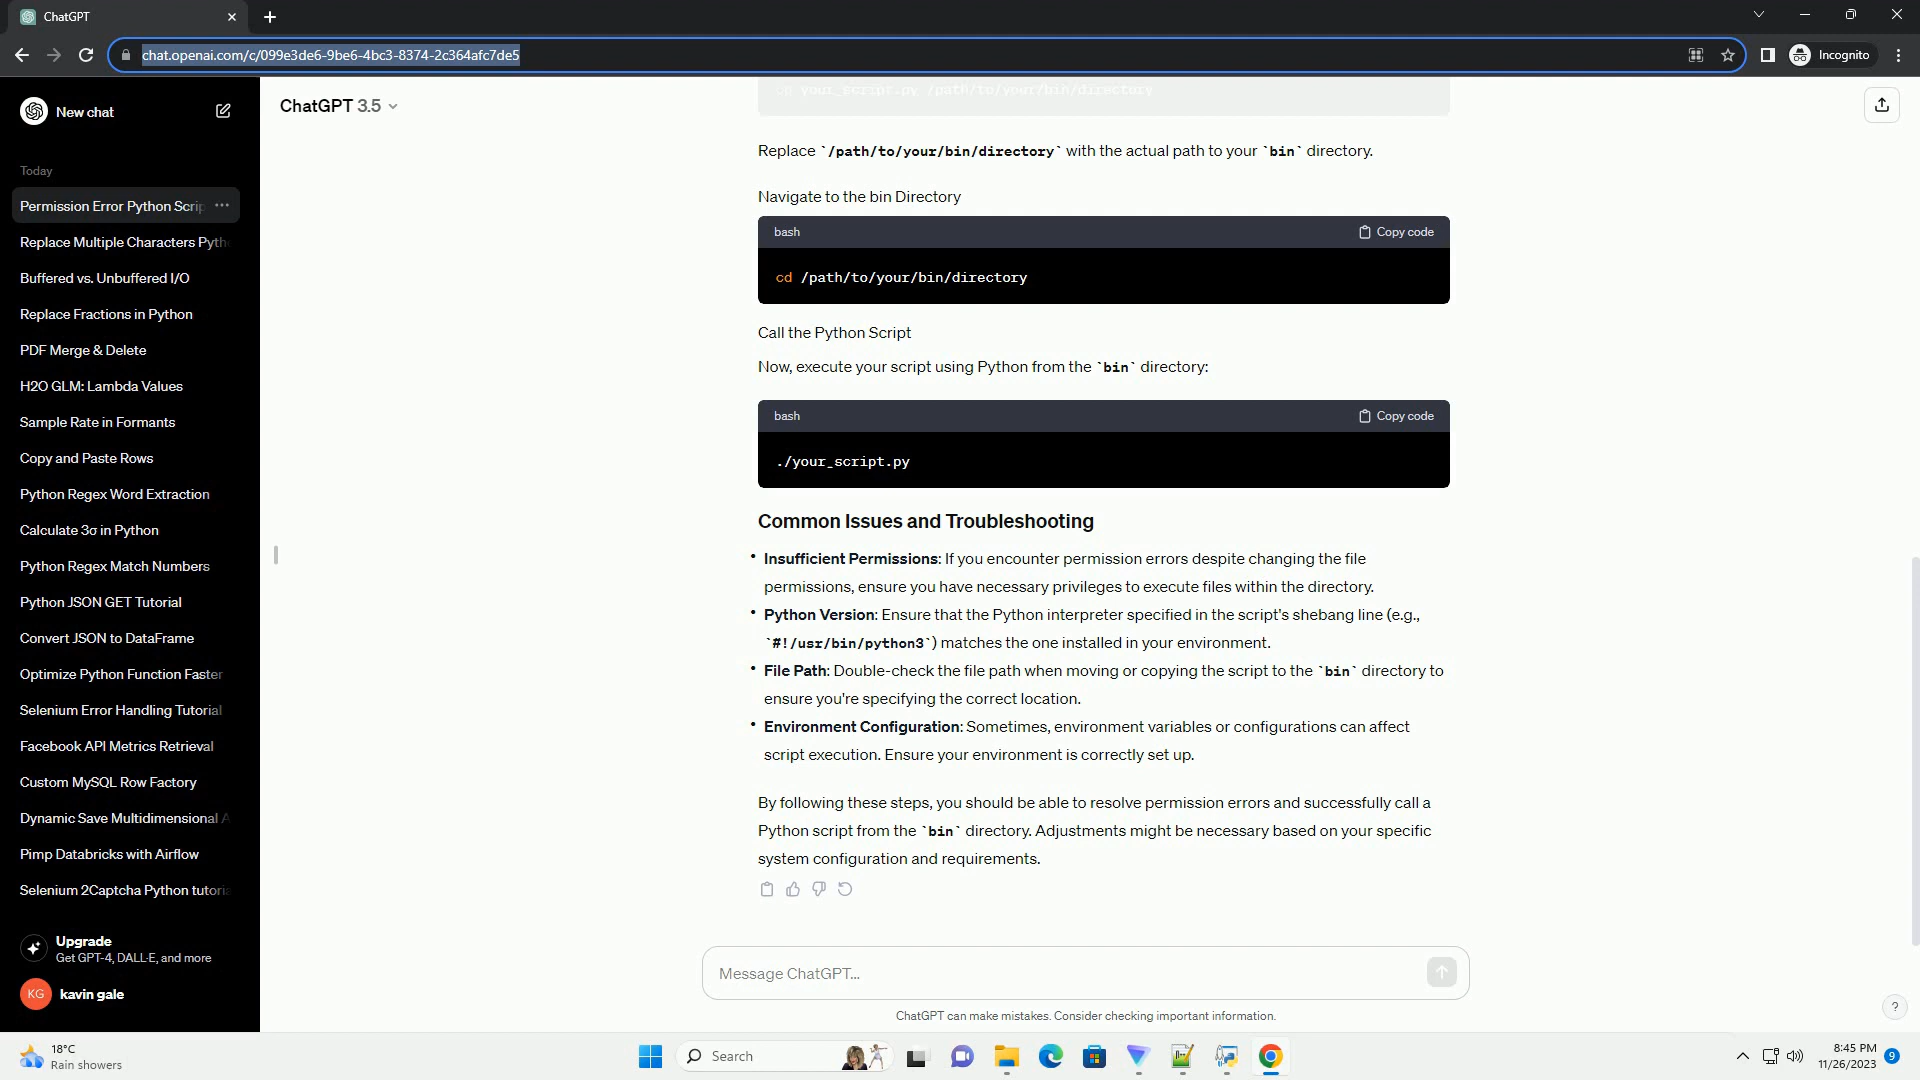 ChatGPT
chat.openai.com/c/099e3de6-9be6-4bc3-8374-2c364afc7de5
Incognito
New chat
ChatGPT 3.5
Today
Permission Error Python Scrip
Replace Multiple Characters Pyth
Buffered vs. Unbuffered I/O
Replace Fractions in Python
PDF Merge & Delete
H2O GLM: Lambda Values
Sample Rate in Formants
Copy and Paste Rows
Python Regex Word Extraction
Calculate 3σ in Python
Python Regex Match Numbers
Python JSON GET Tutorial
Convert JSON to DataFrame
Optimize Python Function Faster
Selenium Error Handling Tutorial
Facebook API Metrics Retrieval
Custom MySQL Row Factory
Dynamic Save Multidimensional A
Pimp Databricks with Airflow
Selenium 2Captcha Python tutoria
Upgrade
Get GPT-4, DALL·E, and more
KG
kavin gale
cp your_script.py /path/to/your/bin/directory
Replace `/path/to/your/bin/directory` with the actual path to your `bin` directory.
Navigate to the bin Directory
bash
Copy code
cd /path/to/your/bin/directory
Call the Python Script
Now, execute your script using Python from the `bin` directory:
bash
Copy code
./your_script.py
Common Issues and Troubleshooting
• Insufficient Permissions: If you encounter permission errors despite changing the file
permissions, ensure you have necessary privileges to execute files within the directory.
• Python Version: Ensure that the Python interpreter specified in the script's shebang line (e.g.,
`#!/usr/bin/python3`) matches the one installed in your environment.
• File Path: Double-check the file path when moving or copying the script to the `bin` directory to
ensure you're specifying the correct location.
• Environment Configuration: Sometimes, environment variables or configurations can affect
script execution. Ensure your environment is correctly set up.
By following these steps, you should be able to resolve permission errors and successfully call a
Python script from the `bin` directory. Adjustments might be necessary based on your specific
system configuration and requirements.
Message ChatGPT...
ChatGPT can make mistakes. Consider checking important information.
?
18°C
Rain showers
Search
8:45 PM
11/26/2023
9